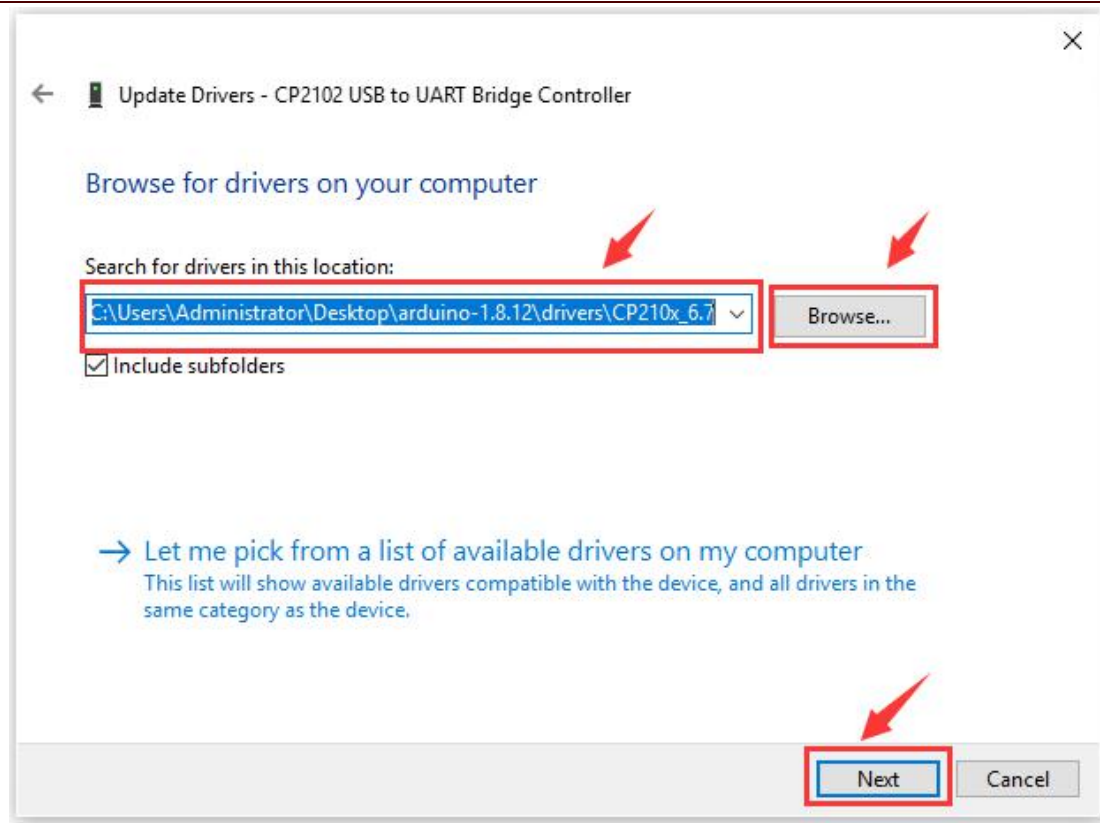 Update Drivers - CP2102 USB to UART Bridge Controller
Browse for drivers on your computer
Search for drivers in this location:
C:\Users\Administrator\Desktop\arduino-1.8.12\drivers\CP210x_6.7
Browse...
Include subfolders
Let me pick from a list of available drivers on my computer
This list will show available drivers compatible with the device, and all drivers in the
same category as the device.
Next
Cancel